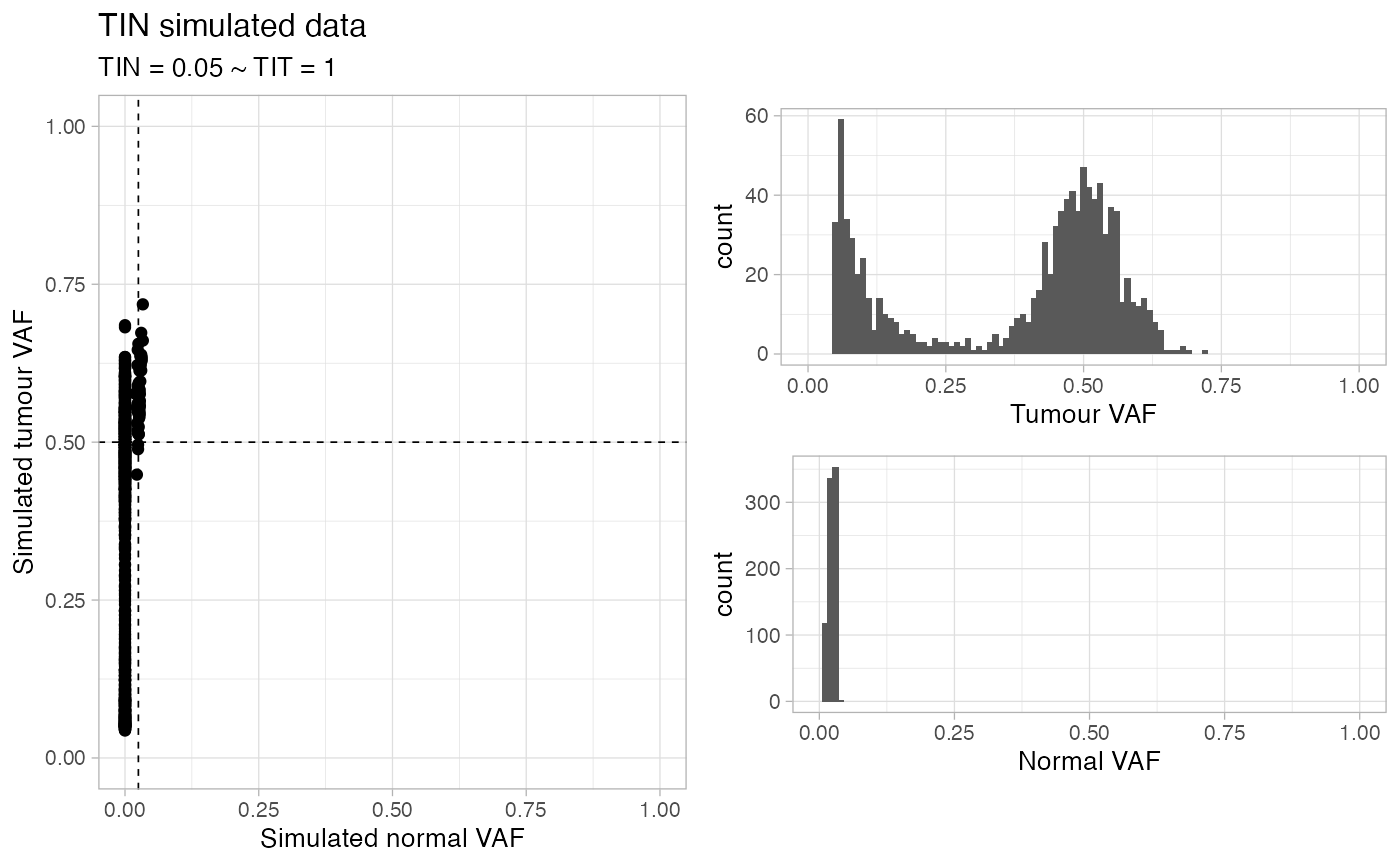 TIN simulated data
TIN = 0.05 ~ TIT = 1
Simulated tumour VAF
1.00
0.75
0.50
0.25
0.00
0.00 0.25 0.50 0.75 1.00
Simulated normal VAF
count
60
40
20
0
0.00 0.25 0.50 0.75 1.00
Tumour VAF
count
300
200
100
0
0.00 0.25 0.50 0.75 1.00
Normal VAF